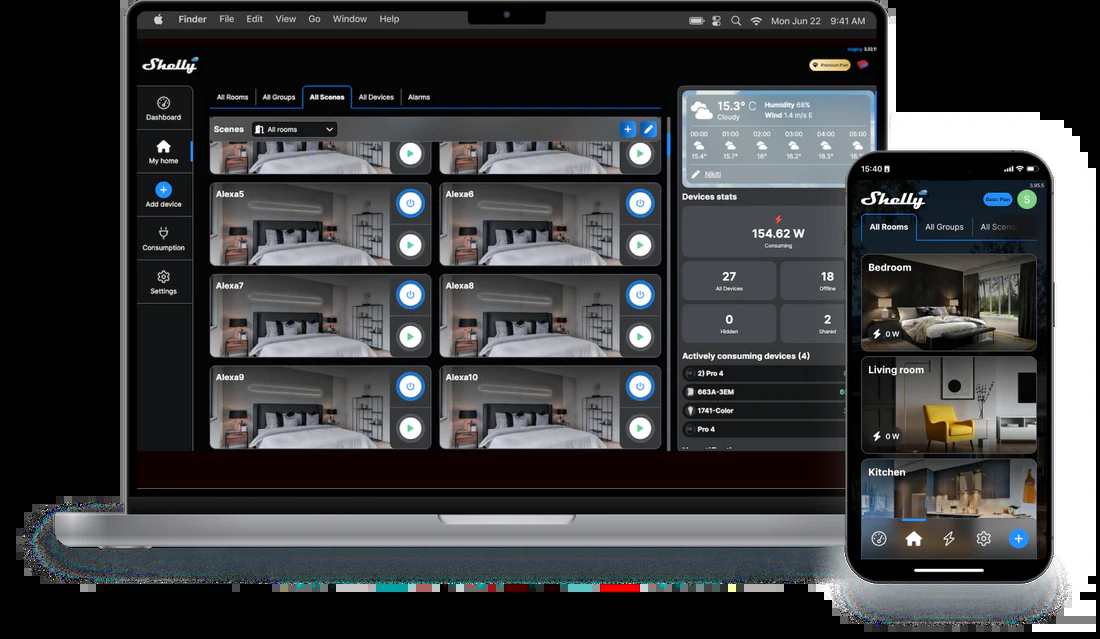 Finder File Edit View Go Window Help
Mon Jun 22 9:41 AM
Shelly
staging
Premium Plan
Dashboard
My home
Add device
Consumption
Settings
All Rooms All Groups All Scenes All Devices Alarms
Scenes All rooms
Alexa5 Alexa6
Alexa7 Alexa8
Alexa9 Alexa10
15.3° C Humidity 68%
Cloudy Wind 1.4 m/s E
00:00 01:00 02:00 03:00 04:00 05:00
15.4° 15.7° 16° 16.2° 16.3°
Nikiti
Devices stats
154.62 W
Consuming
27 18
All Devices Offline
0 2
Hidden Shared
Actively consuming devices (4)
2) Pro 4
663A-3EM
1741-Color
Pro 4
15:40
3.95.5
Shelly
Basic Plan S
All Rooms All Groups All Scen
Bedroom
0 W
Living room
0 W
Kitchen